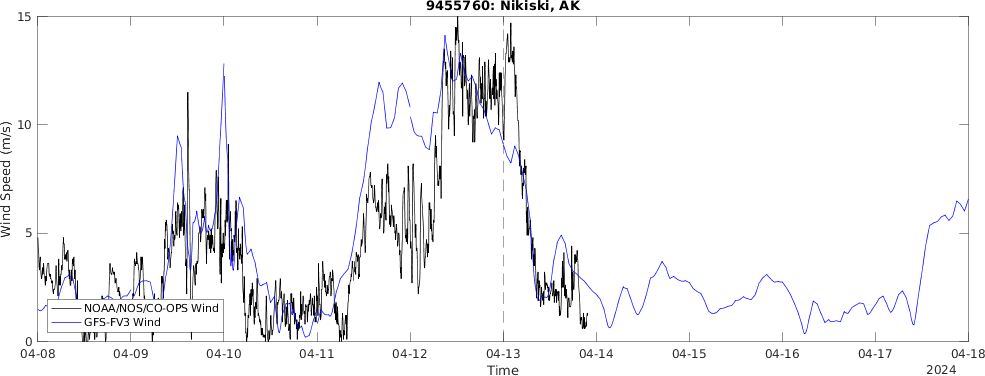 9455760: Nikiski, AK
Wind Speed (m/s)
15
10
5
0
NOAA/NOS/CO-OPS Wind
GFS-FV3 Wind
04-08 04-09 04-10 04-11 04-12 04-13 04-14 04-15 04-16 04-17 04-18
Time
2024